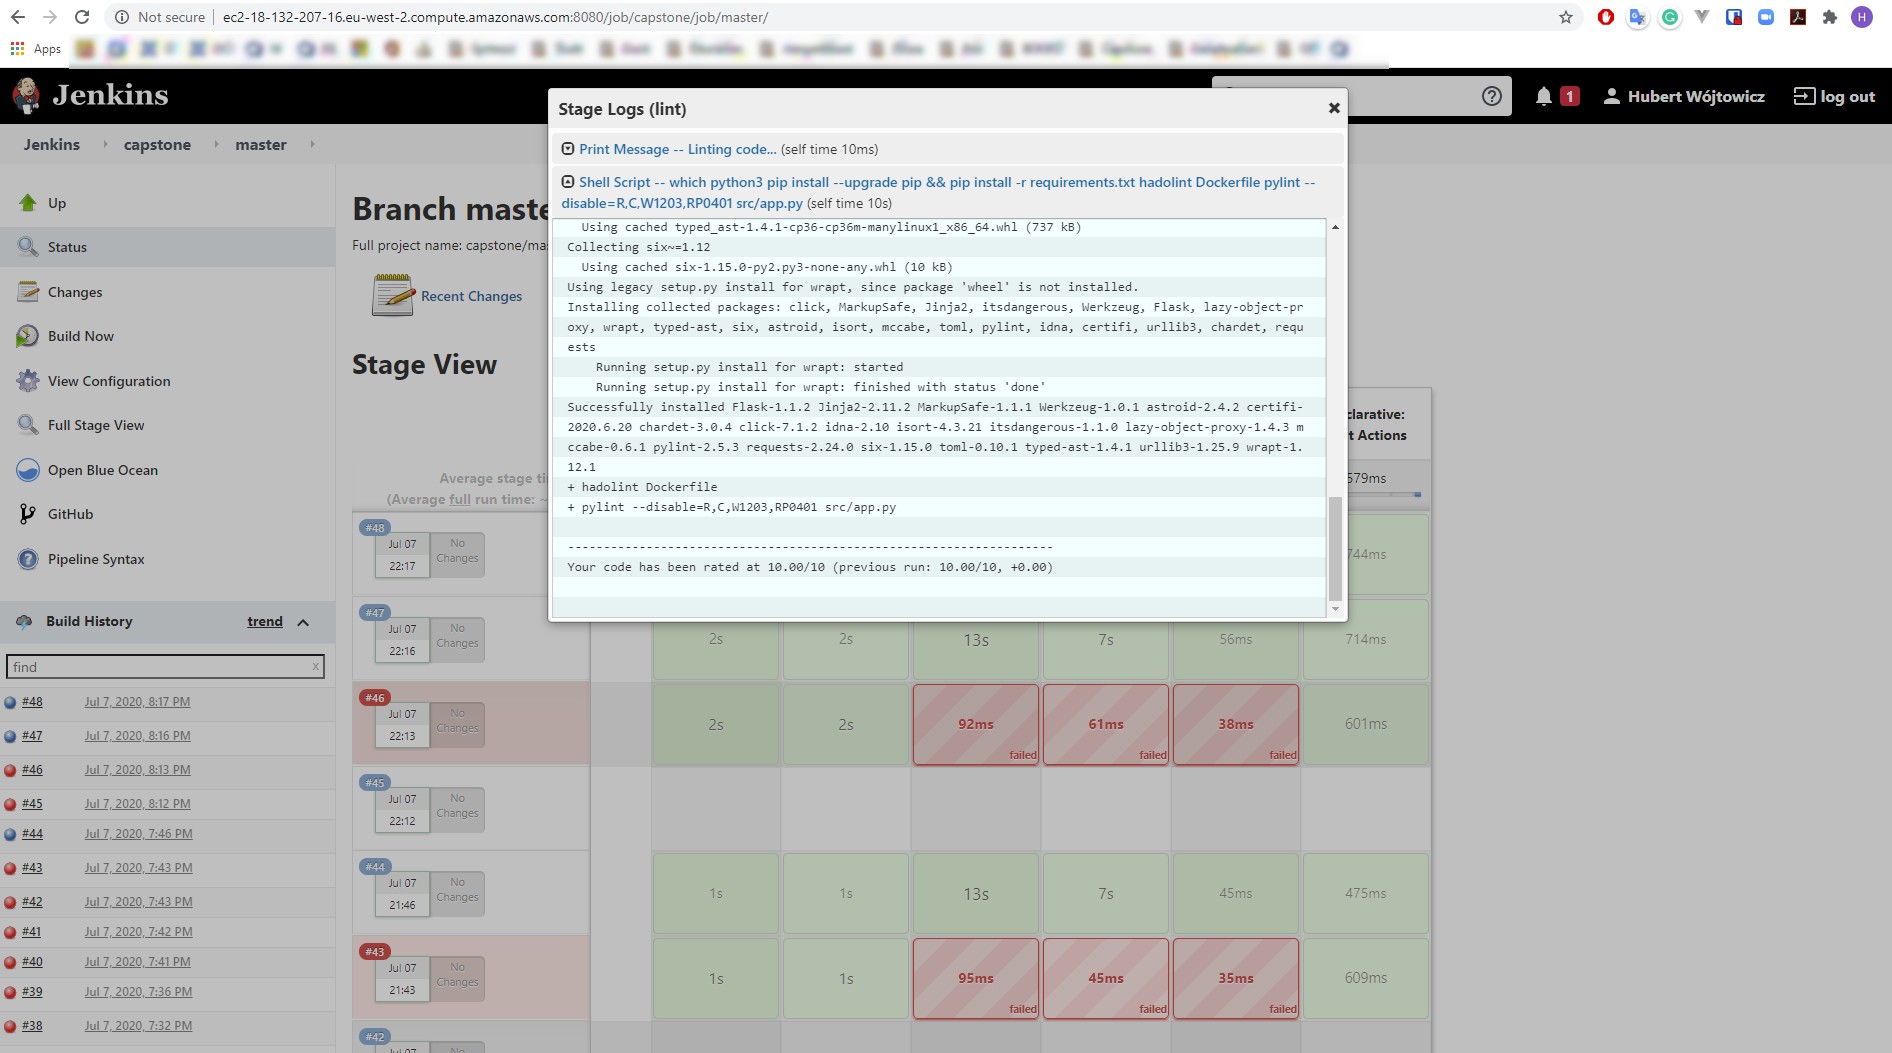 Not secure
ec2-18-132-207-16.eu-west-2.compute.amazonaws.com:8080/job/capstone/job/master/
H
Apps
Jenkins
1
Hubert Wójtowicz
log out
Jenkins
capstone
master
Up
Status
Changes
Build Now
View Configuration
Full Stage View
Open Blue Ocean
GitHub
Pipeline Syntax
Build History
trend
find
x
#48 Jul 7, 2020, 8:17 PM
#47 Jul 7, 2020, 8:16 PM
#46 Jul 7, 2020, 8:13 PM
#45 Jul 7, 2020, 8:12 PM
#44 Jul 7, 2020, 7:46 PM
#43 Jul 7, 2020, 7:43 PM
#42 Jul 7, 2020, 7:43 PM
#41 Jul 7, 2020, 7:42 PM
#40 Jul 7, 2020, 7:41 PM
#39 Jul 7, 2020, 7:36 PM
#38 Jul 7, 2020, 7:32 PM
Branch maste
Full project name: capstone/ma
Recent Changes
Stage View
Stage Logs (lint)
Print Message -- Linting code... (self time 10ms)
Shell Script -- which python3 pip install --upgrade pip && pip install -r requirements.txt hadolint Dockerfile pylint --
disable=R,C,W1203,RP0401 src/app.py (self time 10s)
Using cached typed_ast-1.4.1-cp36-cp36m-manylinux1_x86_64.whl (737 kB)
Collecting six~=1.12
Using cached six-1.15.0-py2.py3-none-any.whl (10 kB)
Using legacy setup.py install for wrapt, since package 'wheel' is not installed.
Installing collected packages: click, MarkupSafe, Jinja2, itsdangerous, Werkzeug, Flask, lazy-object-pr
oxy, wrapt, typed-ast, six, astroid, isort, mccabe, toml, pylint, idna, certifi, urllib3, chardet, requ
ests
Running setup.py install for wrapt: started
Running setup.py install for wrapt: finished with status 'done'
Successfully installed Flask-1.1.2 Jinja2-2.11.2 MarkupSafe-1.1.1 Werkzeug-1.0.1 astroid-2.4.2 certifi-
2020.6.20 chardet-3.0.4 click-7.1.2 idna-2.10 isort-4.3.21 itsdangerous-1.1.0 lazy-object-proxy-1.4.3 m
ccabe-0.6.1 pylint-2.5.3 requests-2.24.0 six-1.15.0 toml-0.10.1 typed-ast-1.4.1 urllib3-1.25.9 wrapt-1.
12.1
+ hadolint Dockerfile
+ pylint --disable=R,C,W1203,RP0401 src/app.py
--------------------------------------------------------------------
Your code has been rated at 10.00/10 (previous run: 10.00/10, +0.00)
clarative:
t Actions
Average stage ti
(Average full run time: ~
579ms
#48
Jul 07
22:17
No
Changes
744ms
#47
Jul 07
22:16
No
Changes
2s
2s
13s
7s
56ms
714ms
#46
Jul 07
22:13
No
Changes
2s
2s
92ms
failed
61ms
failed
38ms
failed
601ms
#45
Jul 07
22:12
No
Changes
#44
Jul 07
21:46
No
Changes
1s
1s
13s
7s
45ms
475ms
#43
Jul 07
21:43
No
Changes
1s
1s
95ms
failed
45ms
failed
35ms
failed
609ms
#42
Jul 07
No